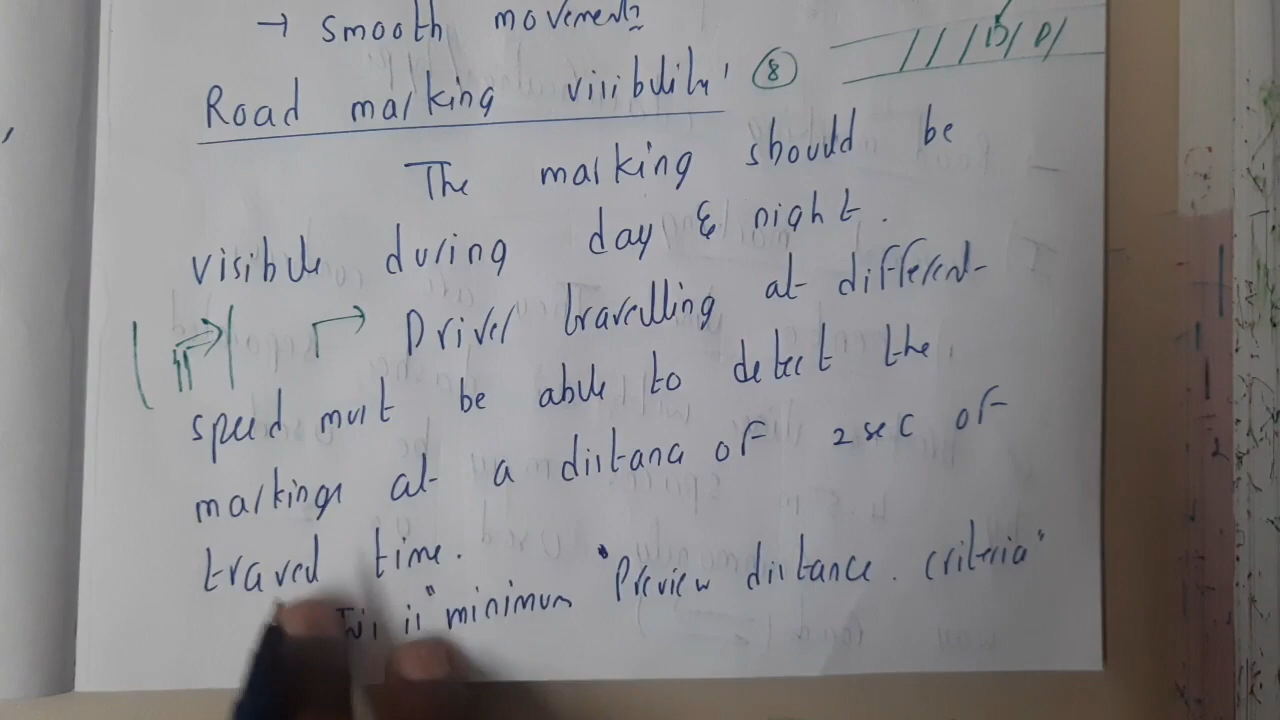 → smooth movement
Road marking visibility 8
The marking should be
visible during day & night.
Driver travelling at different
speed must be able to detect the
markings at a distance of 2 sec of
travel time.
This is "minimum "Preview distance. criteria"